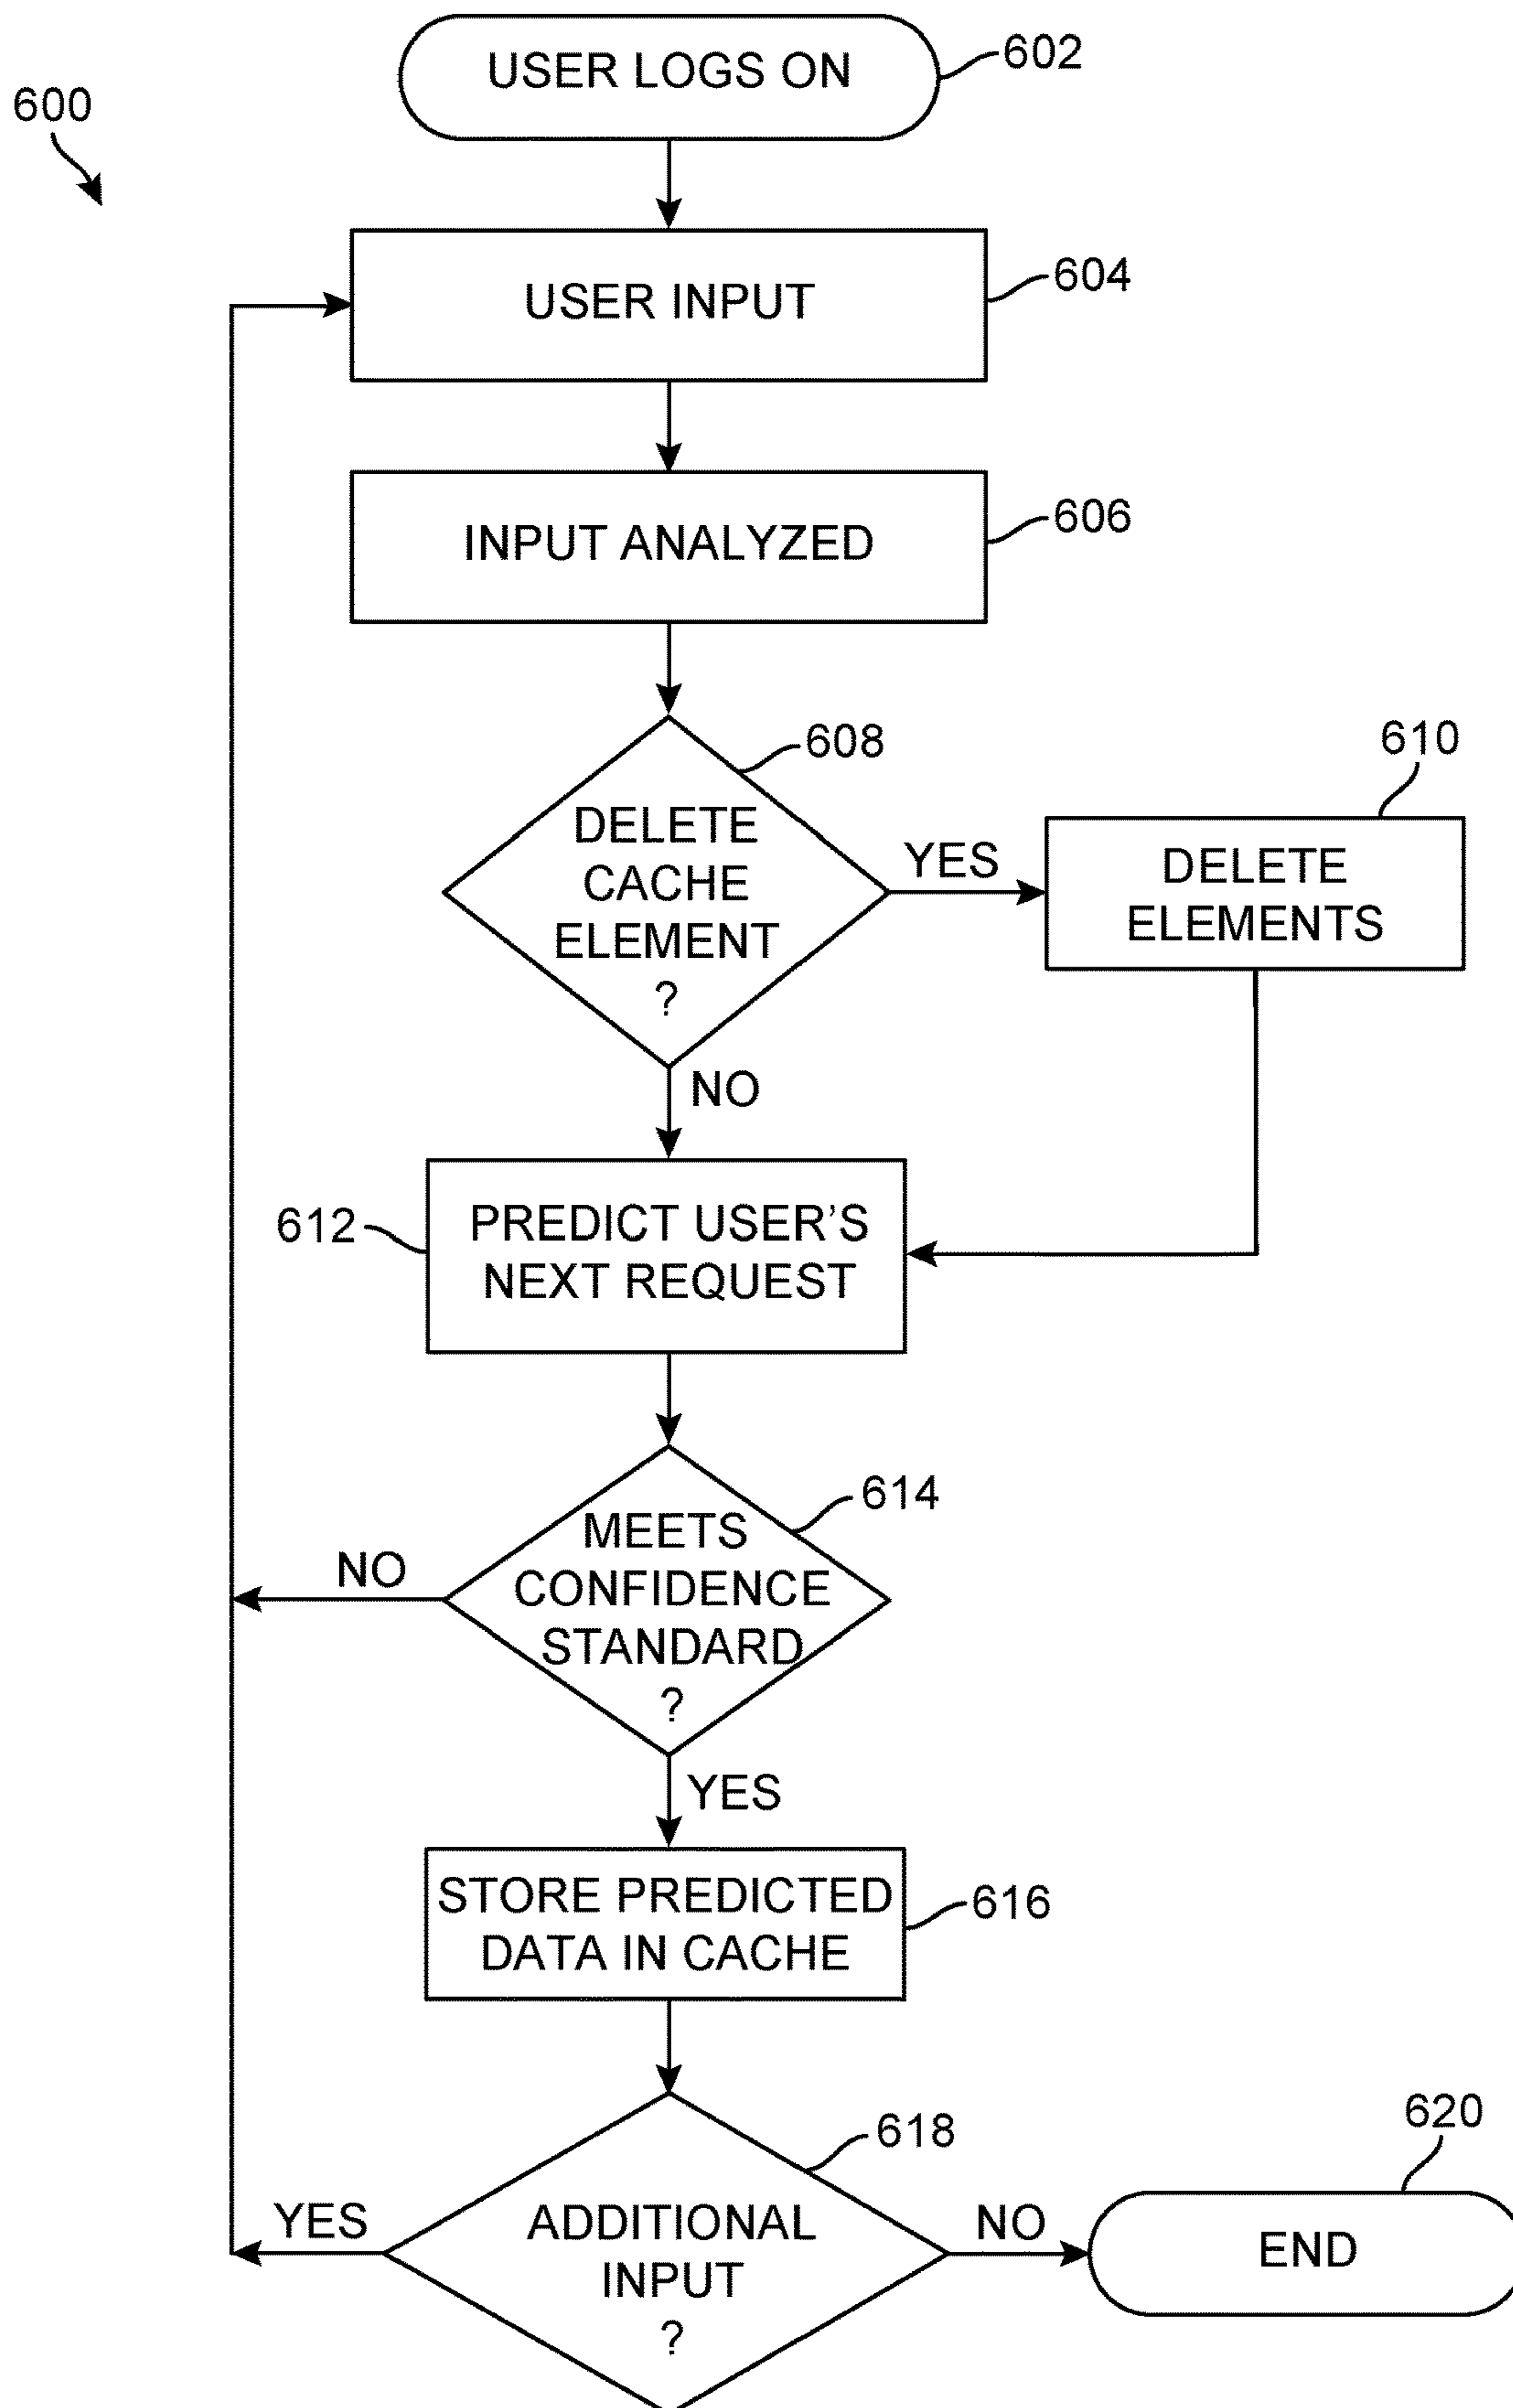 USER LOGS ON
602
600
USER INPUT
604
INPUT ANALYZED
606
608
DELETE
CACHE
ELEMENT
?
YES
610
DELETE
ELEMENTS
NO
612
PREDICT USER’S
NEXT REQUEST
614
MEETS
CONFIDENCE
STANDARD
?
NO
YES
STORE PREDICTED
DATA IN CACHE
616
618
ADDITIONAL
INPUT
?
YES
NO
620
END